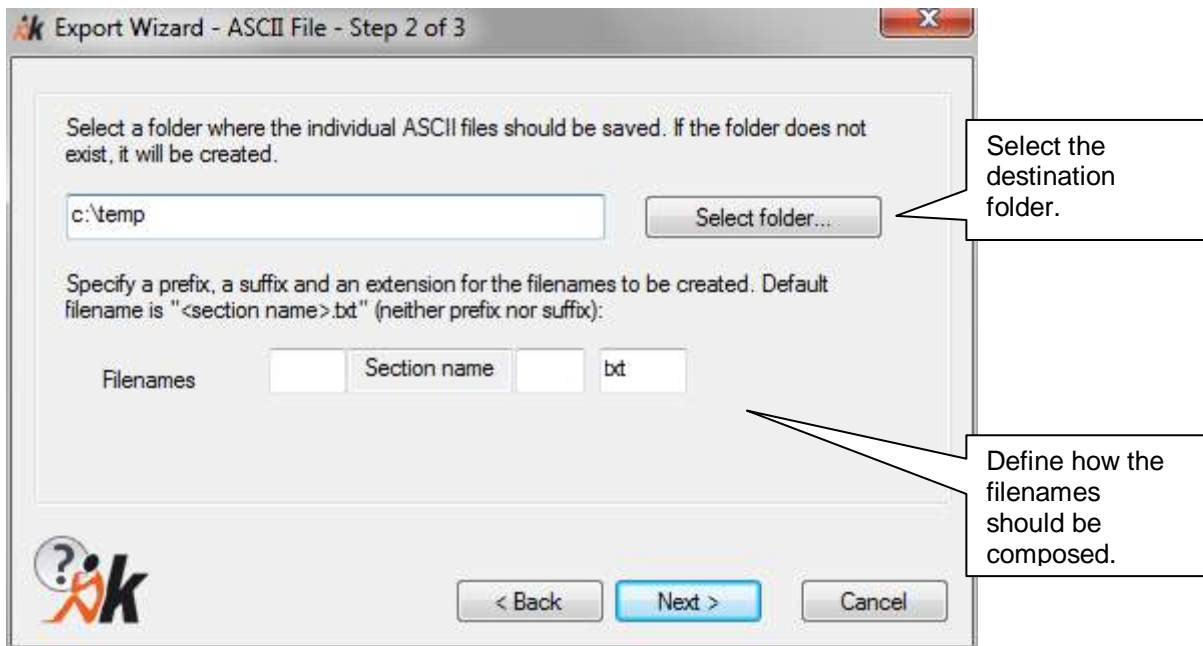 Export Wizard - ASCII File - Step 2 of 3
X
Select a folder where the individual ASCII files should be saved. If the folder does not
exist, it will be created.
c:\temp
Select folder...
Select the
destination
folder.
Specify a prefix, a suffix and an extension for the filenames to be created. Default
filename is "<section name>.txt" (neither prefix nor suffix):
Filenames
Section name
txt
Define how the
filenames
should be
composed.
?
k
< Back
Next >
Cancel